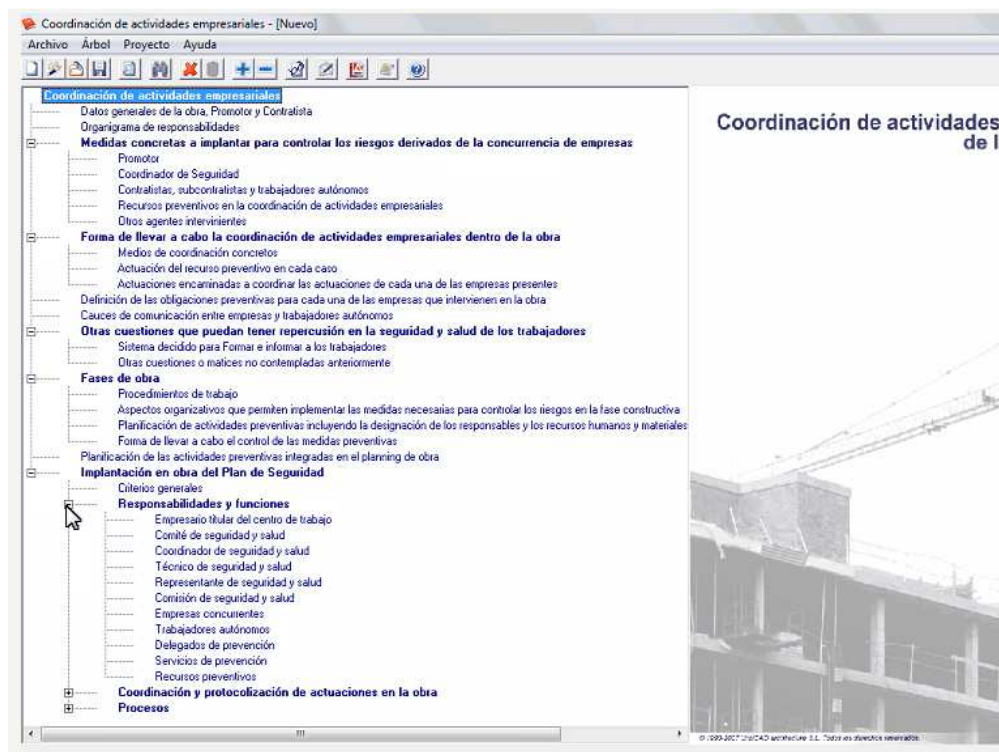 Coordinación de actividades empresariales - [Nuevo]
Archivo Árbol Proyecto Ayuda
Coordinación de actividades empresariales
Datos generales de la obra, Promotor y Contratista
Organigrama de responsabilidades
Medidas concretas a implantar para controlar los riesgos derivados de la concurrencia de empresas
Promotor
Coordinador de Seguridad
Contratistas, subcontratistas y trabajadores autónomos
Recursos preventivos en la coordinación de actividades empresariales
Otros agentes intervinientes
Forma de llevar a cabo la coordinación de actividades empresariales dentro de la obra
Medios de coordinación concretos
Actuación del recurso preventivo en cada caso
Actuaciones encaminadas a coordinar las actuaciones de cada una de las empresas presentes
Definición de las obligaciones preventivas para cada una de las empresas que intervienen en la obra
Cauces de comunicación entre empresas y trabajadores autónomos
Otras cuestiones que puedan tener repercusión en la seguridad y salud de los trabajadores
Sistema decidido para Formar e informar a los trabajadores
Otras cuestiones o matices no contempladas anteriormente
Fases de obra
Procedimientos de trabajo
Aspectos organizativos que permiten implementar las medidas necesarias para controlar los riesgos en la fase constructiva
Planificación de actividades preventivas incluyendo la designación de los responsables y los recursos humanos y materiales
Forma de llevar a cabo el control de las medidas preventivas
Planificación de las actividades preventivas integradas en el planning de obra
Implantación en obra del Plan de Seguridad
Criterios generales
Responsabilidades y funciones
Empresario titular del centro de trabajo
Comité de seguridad y salud
Coordinador de seguridad y salud
Técnico de seguridad y salud
Representante de seguridad y salud
Comisión de seguridad y salud
Empresas concurrentes
Trabajadores autónomos
Delegados de prevención
Servicios de prevención
Recursos preventivos
Coordinación y protocolización de actuaciones en la obra
Procesos
Coordinación de actividades
de l
Todos los derechos reservados